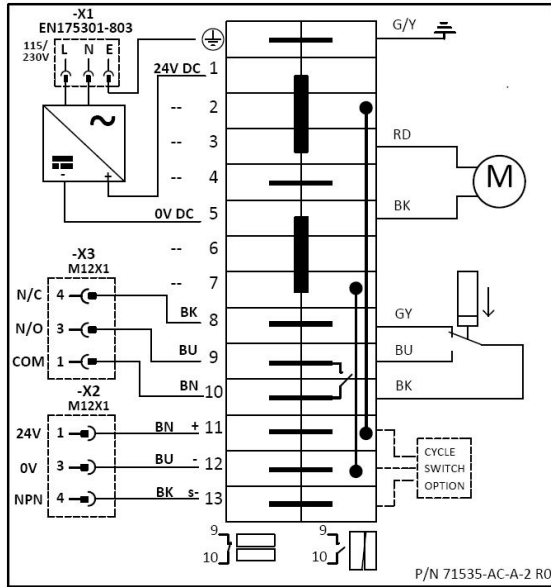 -X1
EN175301-803
115/
230V
L N E
24V DC 1
-- 2
-- 3
-- 4
0V DC 5
-- 6
-- 7
- +
-X3
M12X1
N/C 4 BK 8
N/O 3 BU 9
COM 1 BN 10
-X2
M12X1
24V 1 BN + 11
0V 3 BU - 12
NPN 4 BK s- 13
G/Y
RD
M
BK
GY
BU
BK
CYCLE
SWITCH
OPTION
9 9
10 10
P/N 71535-AC-A-2 R0